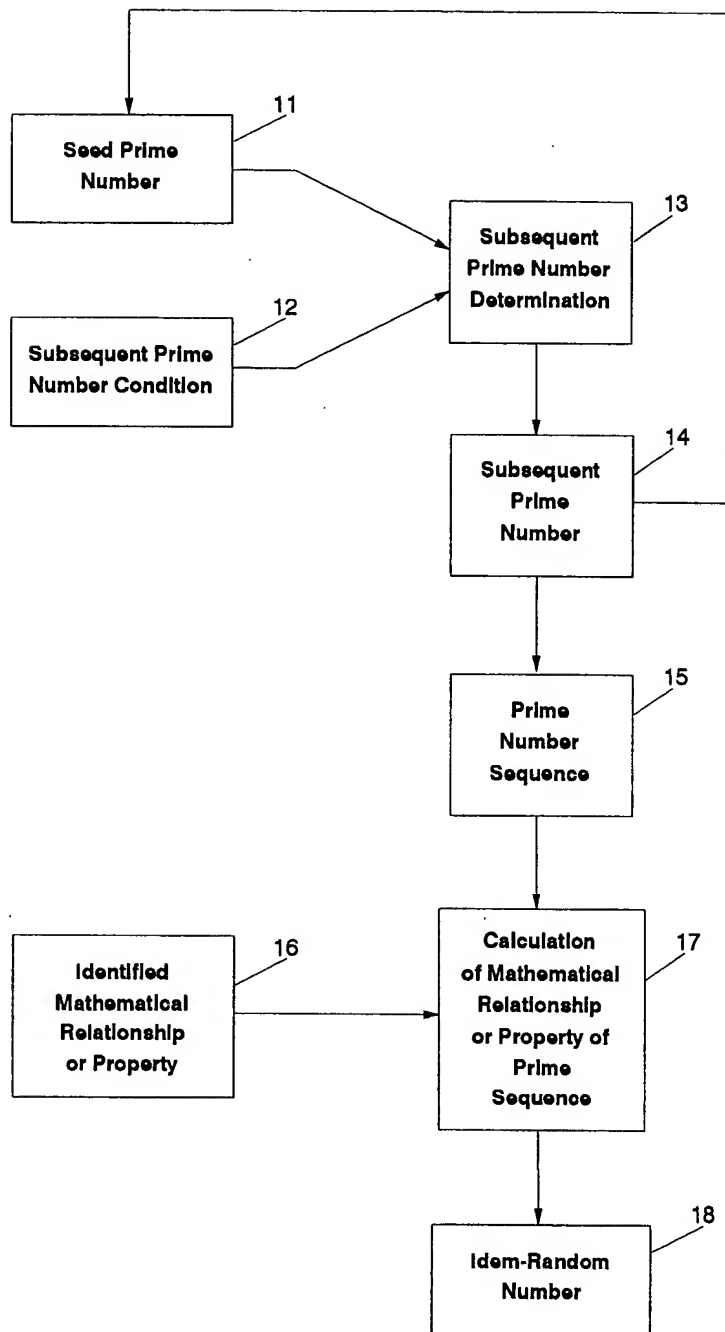 11
Seed Prime
Number
13
Subsequent
Prime Number
Determination
12
Subsequent Prime
Number Condition
14
Subsequent
Prime
Number
15
Prime
Number
Sequence
16
Identified
Mathematical
Relationship
or Property
17
Calculation
of Mathematical
Relationship
or Property of
Prime
Sequence
18
Idem-Random
Number